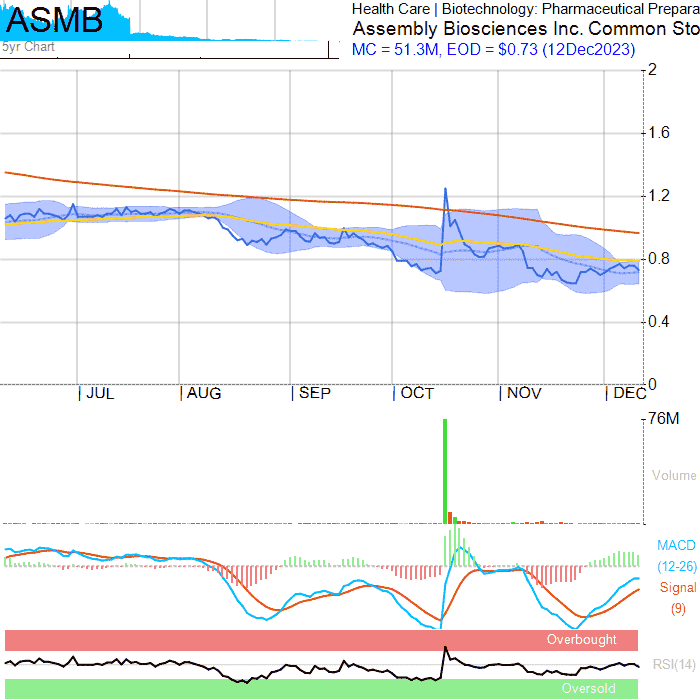 ASMB
5yr Chart
Health Care | Biotechnology: Pharmaceutical Prepara
Assembly Biosciences Inc. Common Sto
MC = 51.3M, EOD = $0.73 (12Dec2023)
2
1.6
1.2
0.8
0.4
0
JUL
AUG
SEP
OCT
NOV
DEC
76M
Volume
MACD
(12-26)
Signal
(9)
Overbought
RSI(14)
Oversold